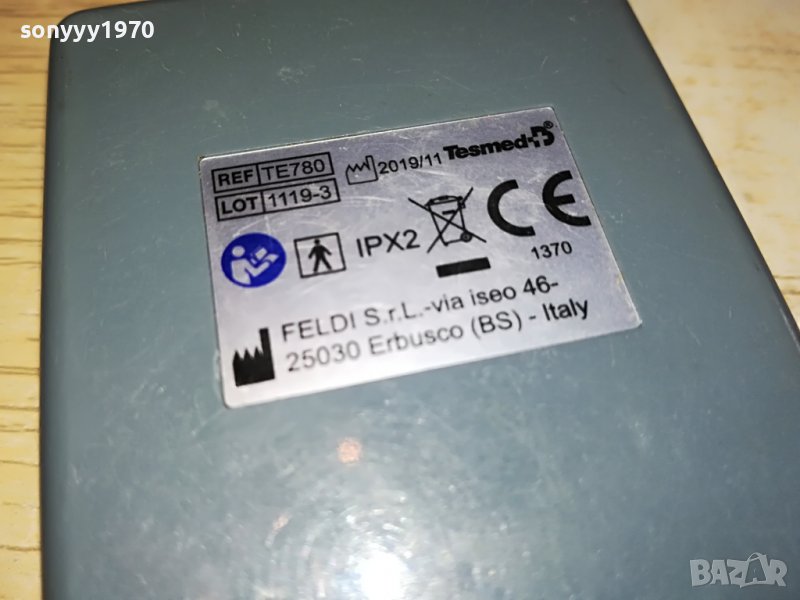 sonyyy1970
REF TE780 2019/11 Tesmed®
LOT 1119-3
IPX2 CE
1370
FELDI S.r.L.-via iseo 46-
25030 Erbusco (BS) - Italy
BAZAR